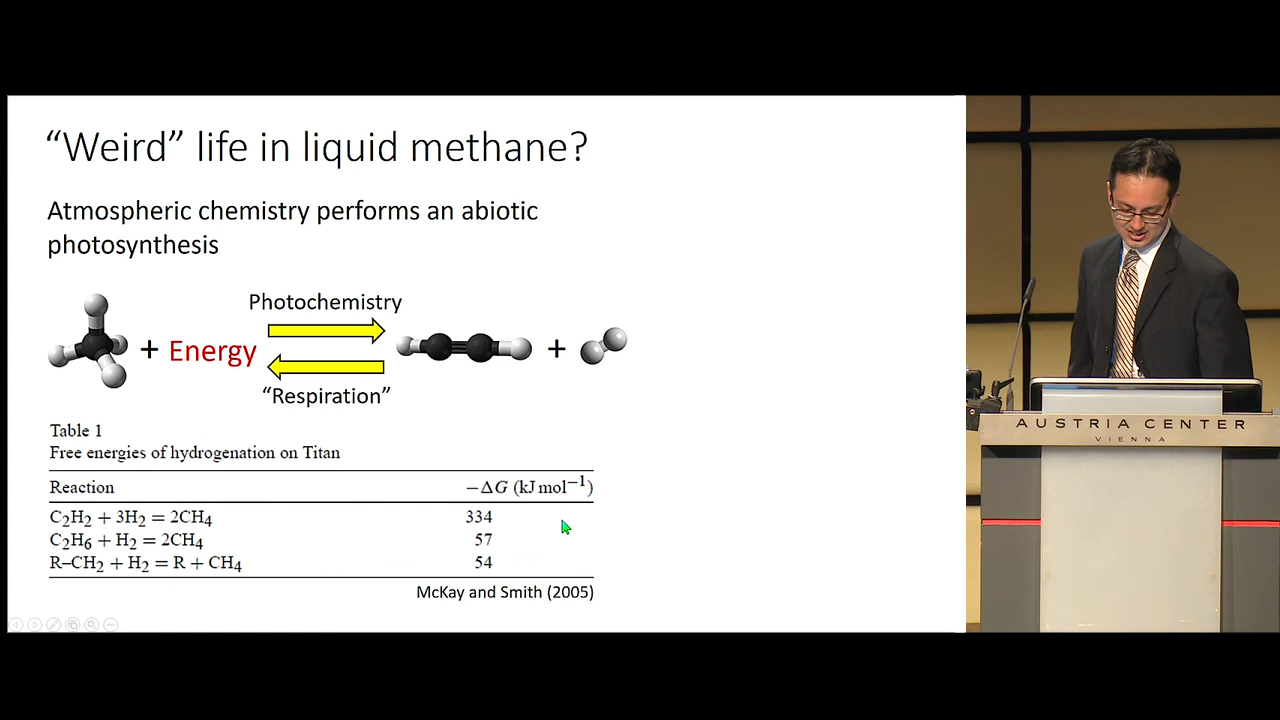 “Weird” life in liquid methane?
Atmospheric chemistry performs an abiotic
photosynthesis
Photochemistry
+ Energy
+
“Respiration”
Table 1
Free energies of hydrogenation on Titan
Reaction −ΔG (kJ mol⁻¹)
C₂H₂ + 3H₂ = 2CH₄ 334
C₂H₆ + H₂ = 2CH₄ 57
R–CH₂ + H₂ = R + CH₄ 54
McKay and Smith (2005)
AUSTRIA CENTER
VIENNA